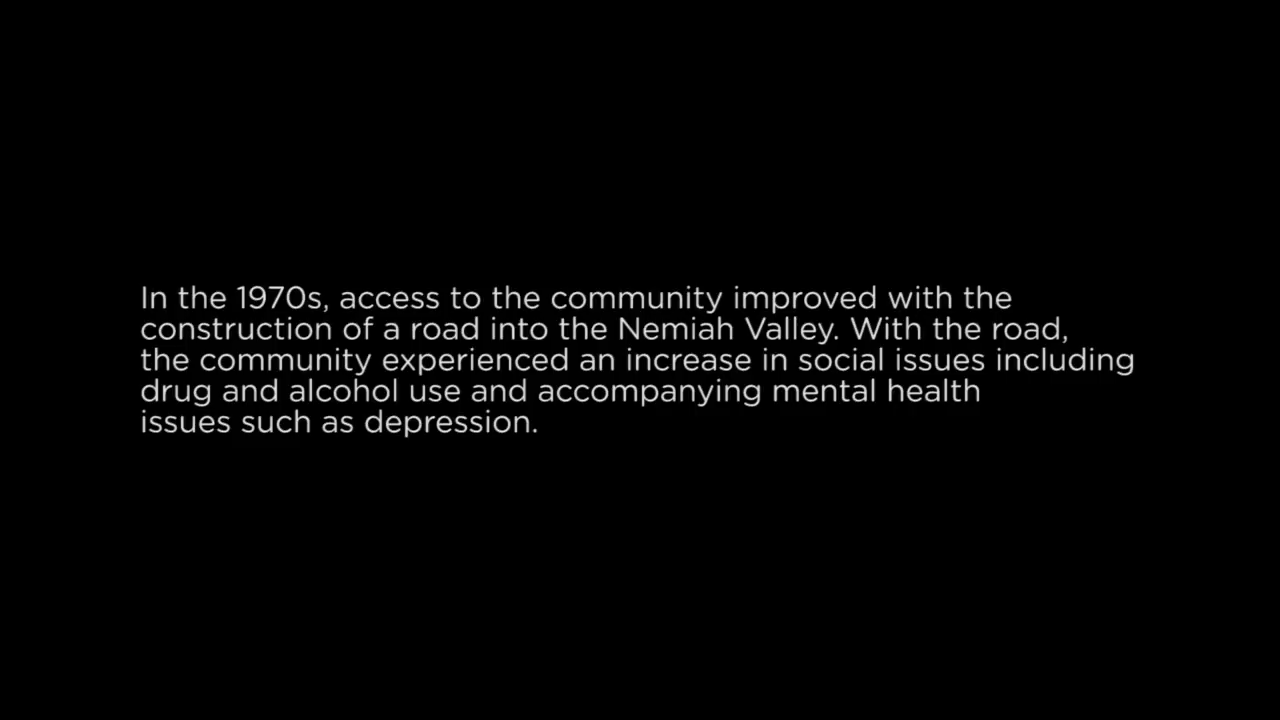 In the 1970s, access to the community improved with the
construction of a road into the Nemiah Valley. With the road,
the community experienced an increase in social issues including
drug and alcohol use and accompanying mental health
issues such as depression.